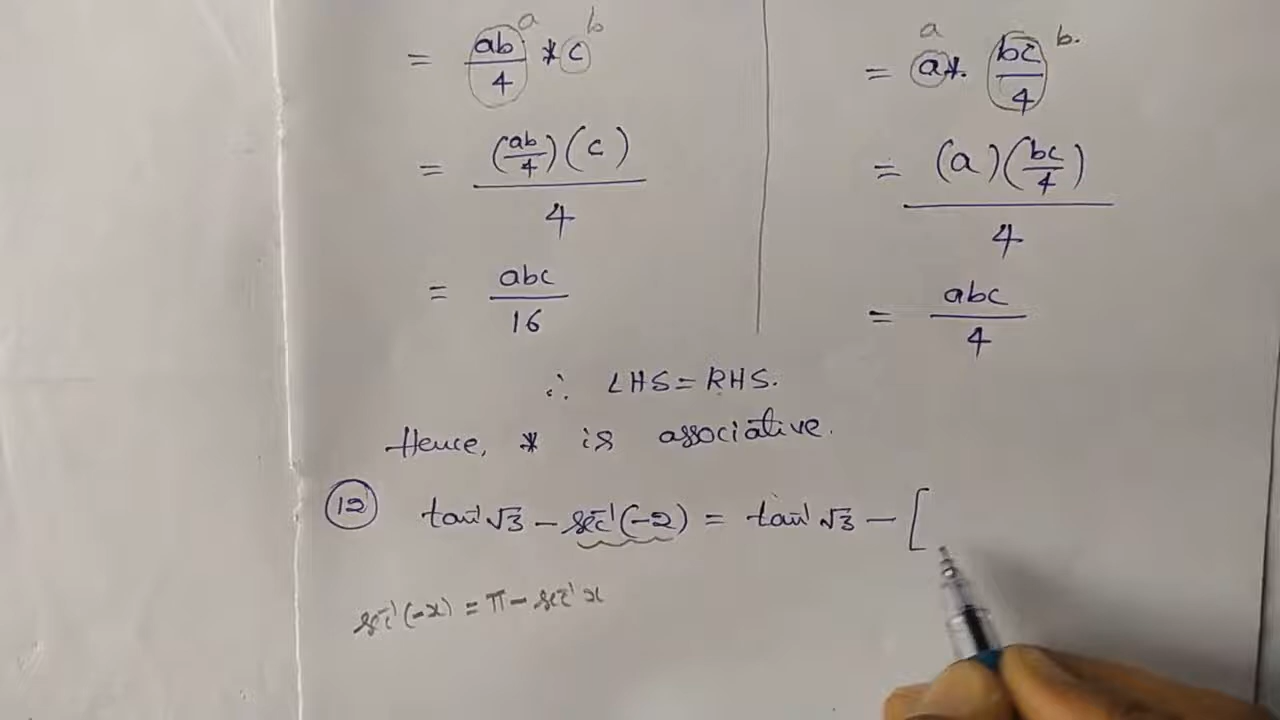 = ab/4 * c a b
= (ab/4)(c)/4
= abc/16
= a *. bc/4 a b.
= (a)(bc/4)/4
= abc/4
∴ LHS = RHS.
Hence, * is associative.
12 tan⁻¹ √3 – sec⁻¹(-2) = tan⁻¹ √3 – [
sec⁻¹(-x) = π – sec⁻¹ x